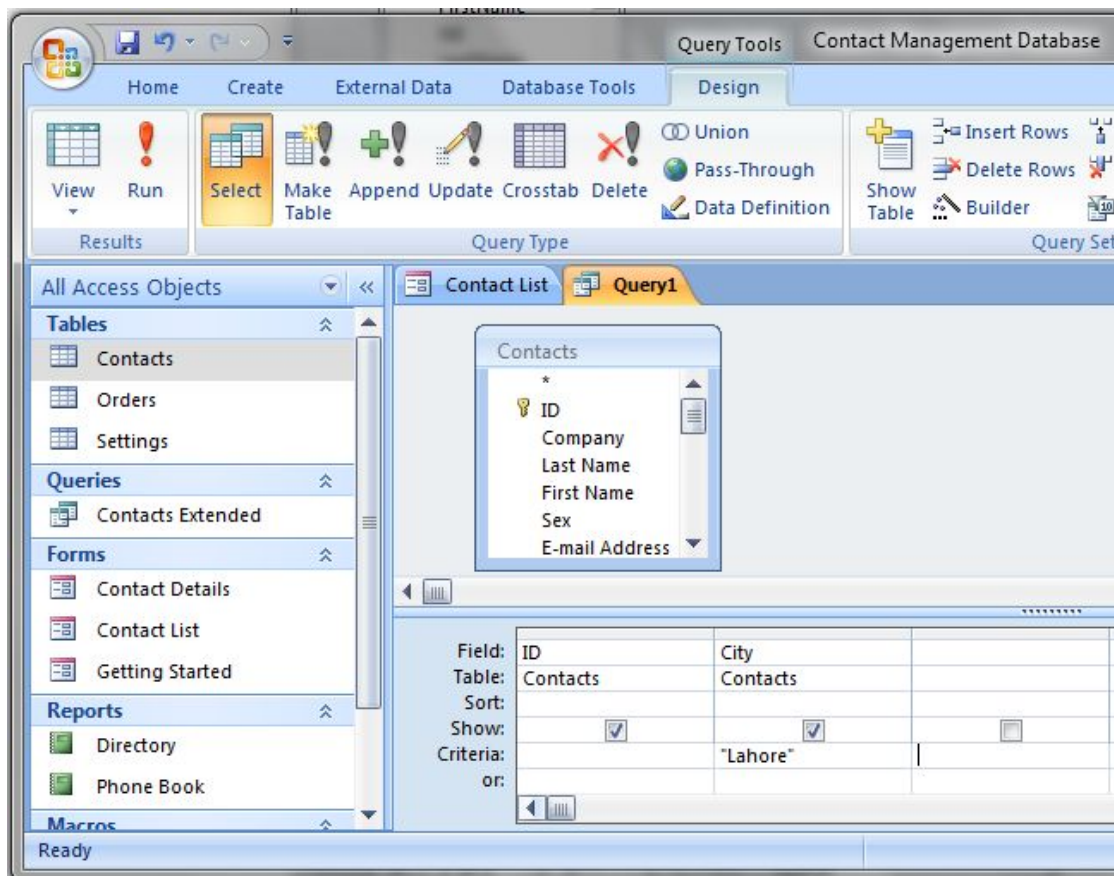 Query Tools
Contact Management Database
Home Create External Data Database Tools Design
View
Run
Select
Make Table
Append
Update
Crosstab
Delete
Union
Pass-Through
Data Definition
Show Table
Insert Rows
Delete Rows
Builder
Results
Query Type
Query Set
All Access Objects
Contact List
Query1
Tables
Contacts
Orders
Settings
Queries
Contacts Extended
Forms
Contact Details
Contact List
Getting Started
Reports
Directory
Phone Book
Macros
Contacts
*
ID
Company
Last Name
First Name
Sex
E-mail Address
Field: ID City
Table: Contacts Contacts
Sort:
Show:
Criteria: "Lahore"
or:
Ready